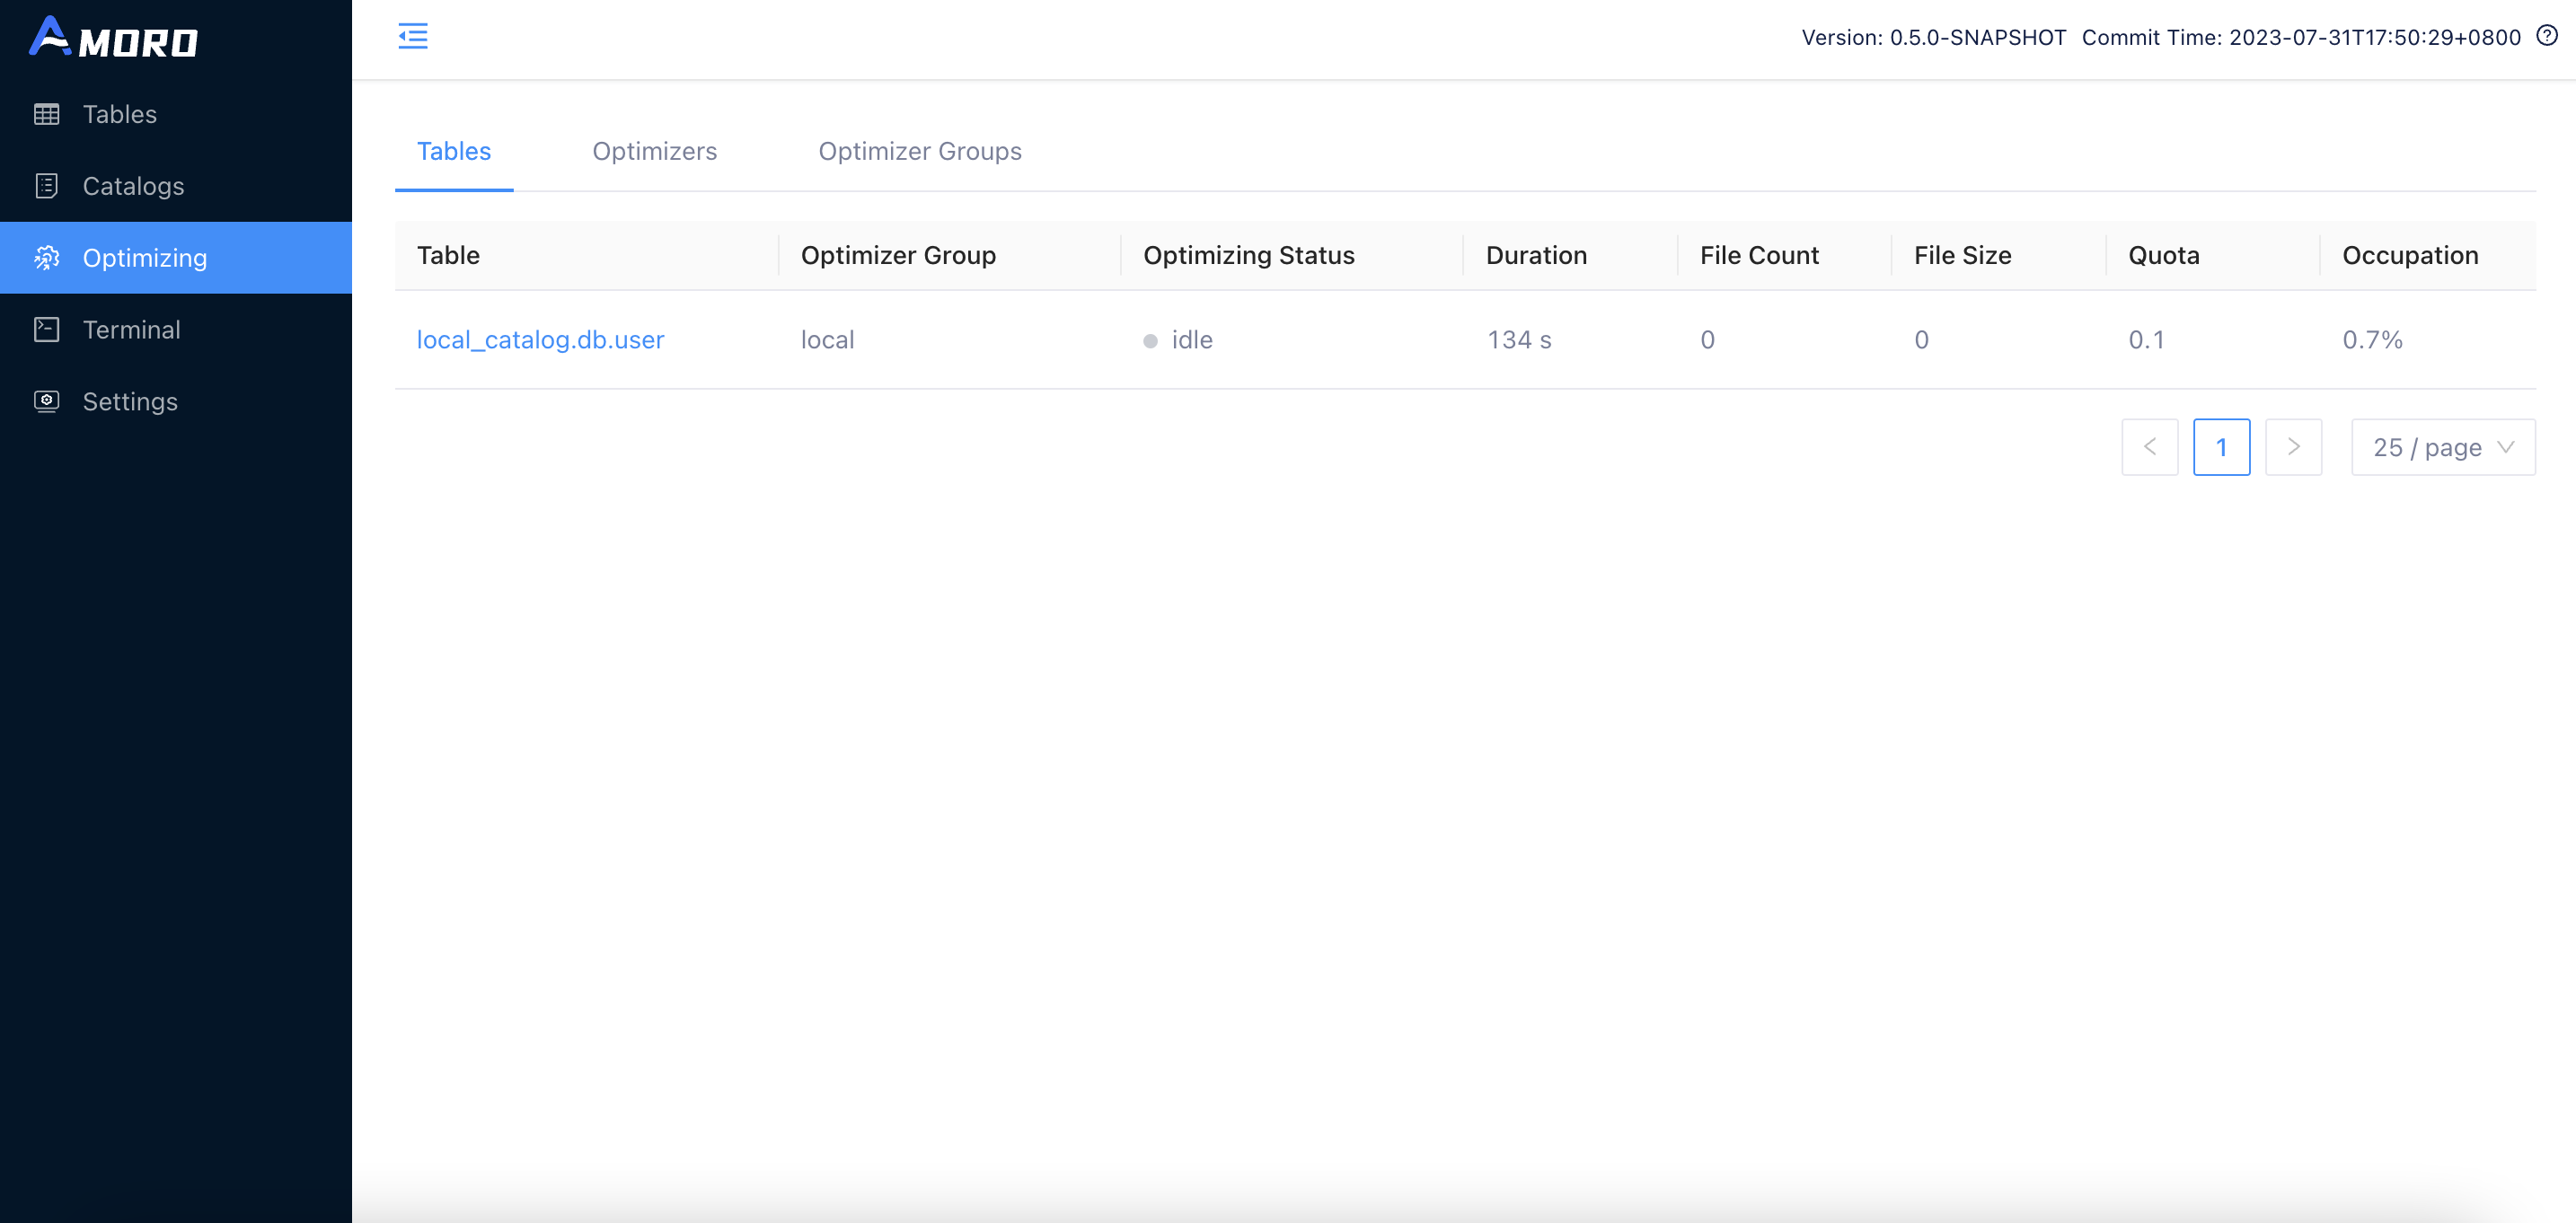 AMORO
Version: 0.5.0-SNAPSHOT Commit Time: 2023-07-31T17:50:29+0800
Tables
Catalogs
Optimizing
Terminal
Settings
Tables Optimizers Optimizer Groups
Table Optimizer Group Optimizing Status Duration File Count File Size Quota Occupation
local_catalog.db.user local idle 134 s 0 0 0.1 0.7%
< 1 > 25 / page